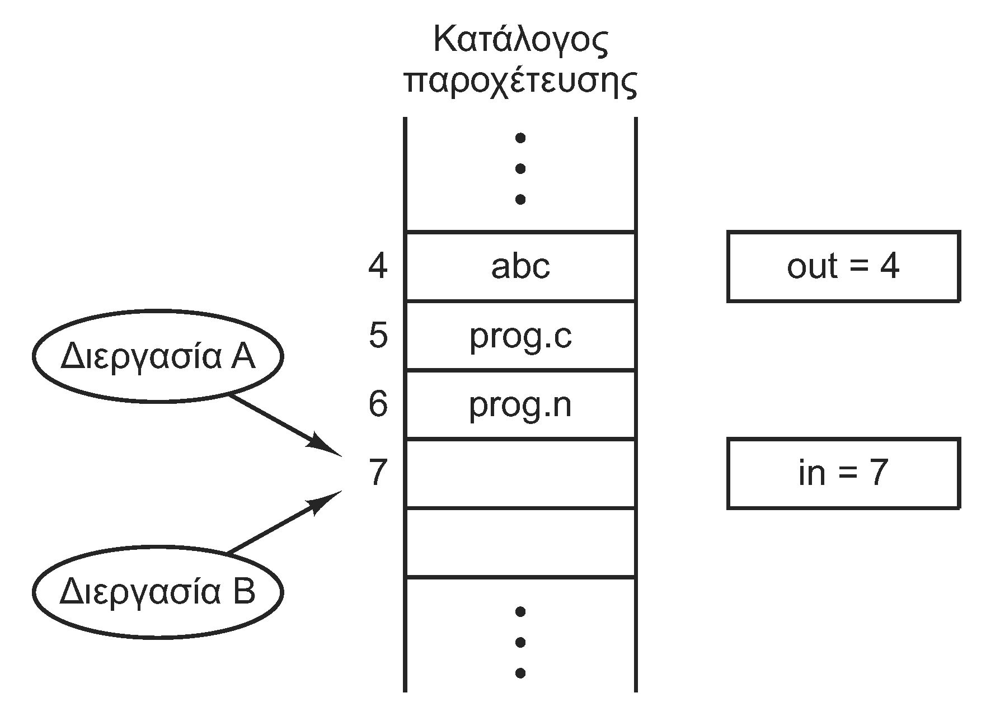 Κατάλογος
παροχέτευσης
4 abc out = 4
5 prog.c
Διεργασία A
6 prog.n
7 in = 7
Διεργασία B